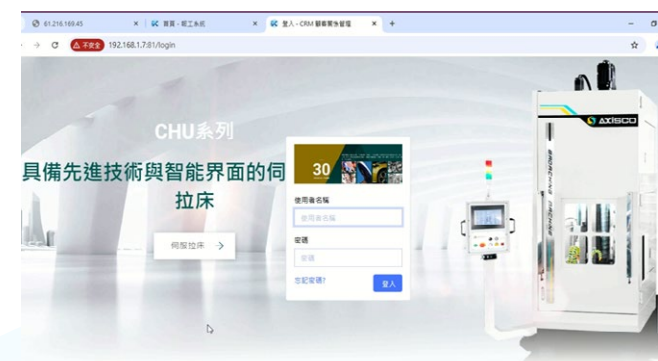 61.216.169.45
首頁 - 報工系統
登入 - CRM 顧客關係管理
不安全
192.168.1.7:81/login
CHU系列
具備先進技術與智能界面的伺
拉床
伺服拉床
30
使用者名稱
使用者名稱
密碼
密碼
忘記密碼?
登入
AXISCO
BROACHING MACHINE